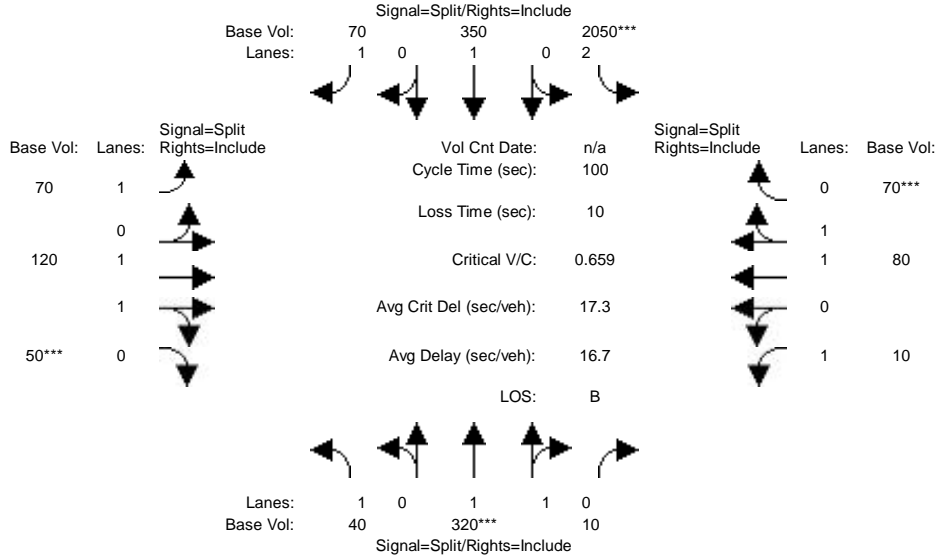 Signal=Split/Rights=Include
Base Vol: 70 350 2050***
Lanes: 1 0 1 0 2
Signal=Split
Rights=Include
Base Vol: Lanes:
70 1
0
120 1
1
50*** 0
Vol Cnt Date: n/a
Cycle Time (sec): 100
Loss Time (sec): 10
Critical V/C: 0.659
Avg Crit Del (sec/veh): 17.3
Avg Delay (sec/veh): 16.7
LOS: B
Signal=Split
Rights=Include
Lanes: Base Vol:
0 70***
1
1 80
0
1 10
Lanes: 1 0 1 1 0
Base Vol: 40 320*** 10
Signal=Split/Rights=Include